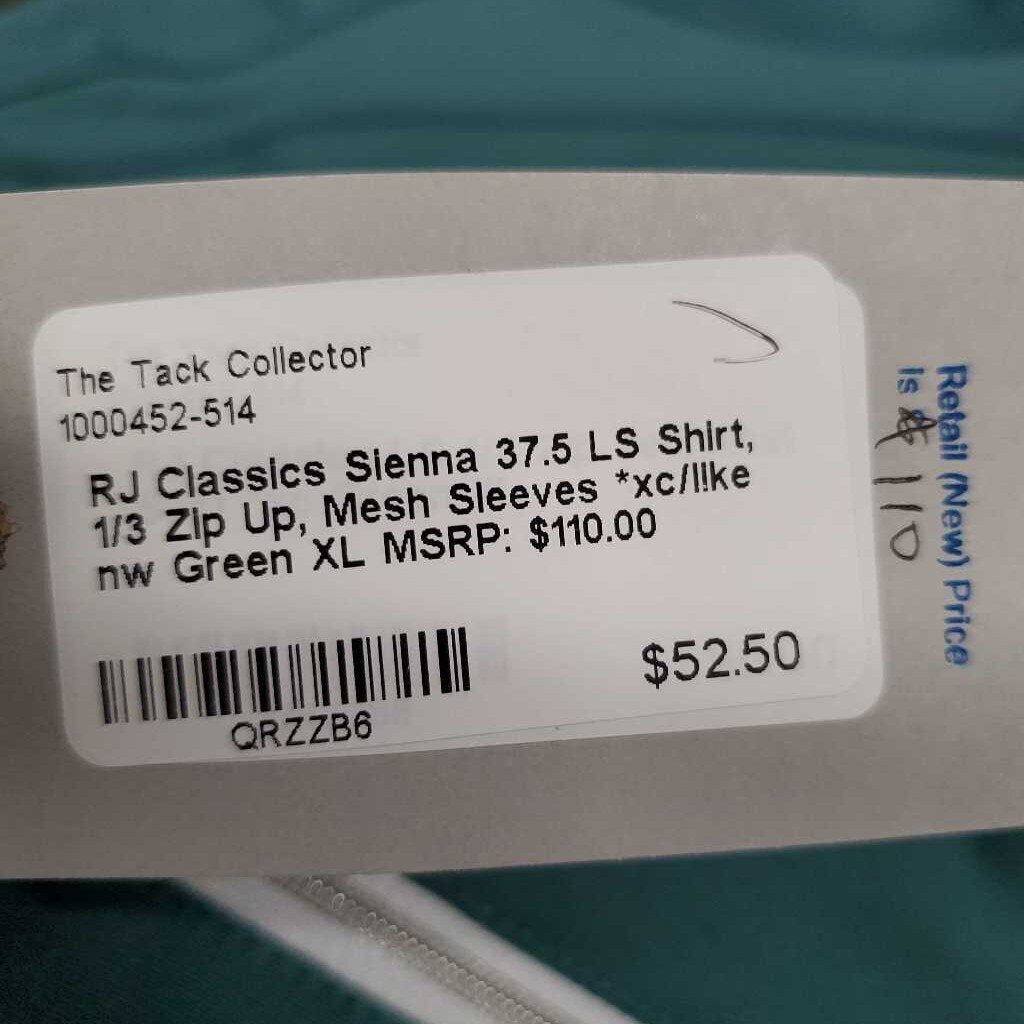 The Tack Collector
1000452-514
RJ Classics Sienna 37.5 LS Shirt,
1/3 Zip Up, Mesh Sleeves *xc/like
nw Green XL MSRP: $110.00
QRZZB6
$52.50
Retail (New) Price
is $110